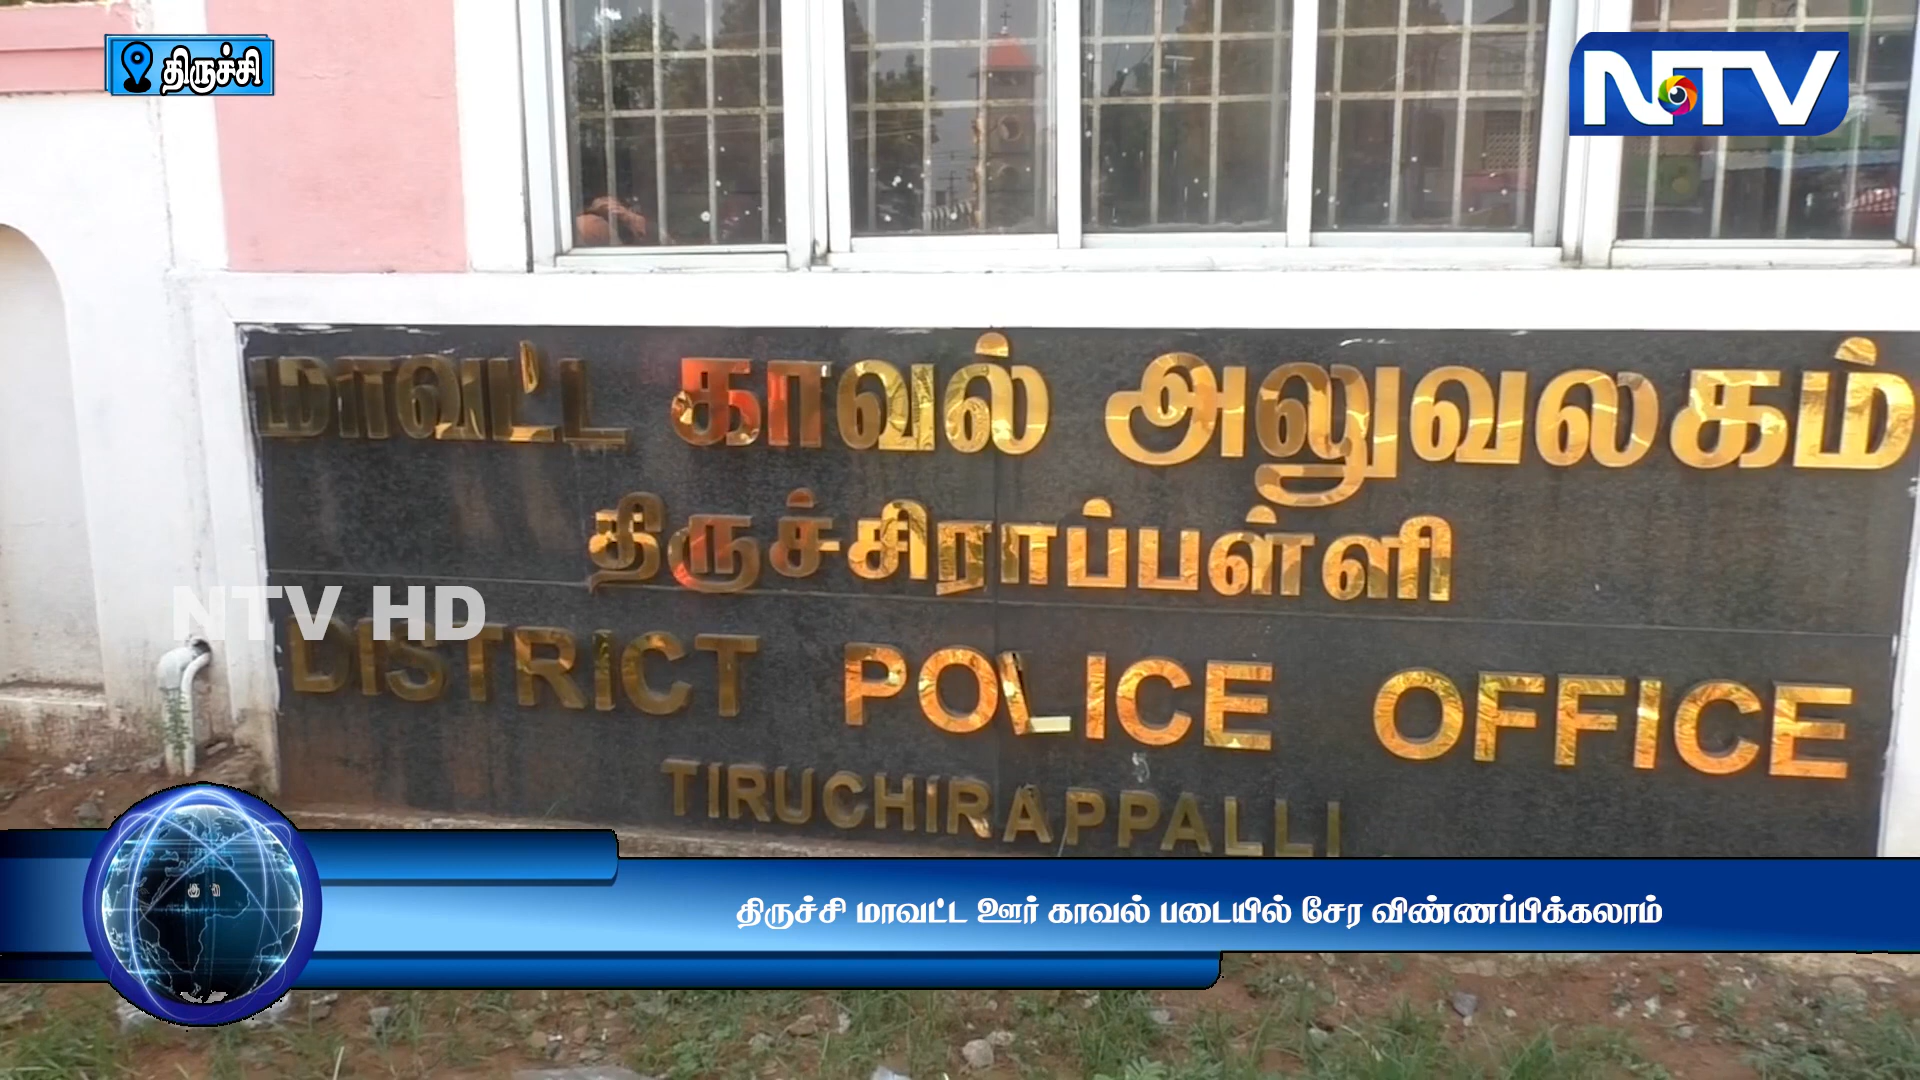 திருச்சி
NTV
மாவட்ட காவல் அலுவலகம்
திருச்சிராப்பள்ளி
NTV HD
DISTRICT POLICE OFFICE
TIRUCHIRAPPALLI
திருச்சி மாவட்ட ஊர் காவல் படையில் சேர விண்ணப்பிக்கலாம்